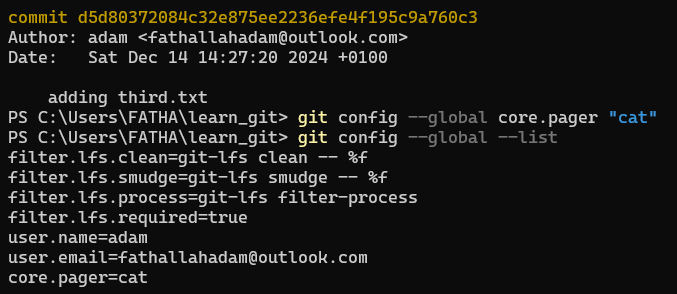 commit d5d80372084c32e875ee2236efe4f195c9a760c3
Author: adam <fathallahadam@outlook.com>
Date:   Sat Dec 14 14:27:20 2024 +0100

    adding third.txt
PS C:\Users\FATHA\learn_git> git config --global core.pager "cat"
PS C:\Users\FATHA\learn_git> git config --global --list
filter.lfs.clean=git-lfs clean -- %f
filter.lfs.smudge=git-lfs smudge -- %f
filter.lfs.process=git-lfs filter-process
filter.lfs.required=true
user.name=adam
user.email=fathallahadam@outlook.com
core.pager=cat